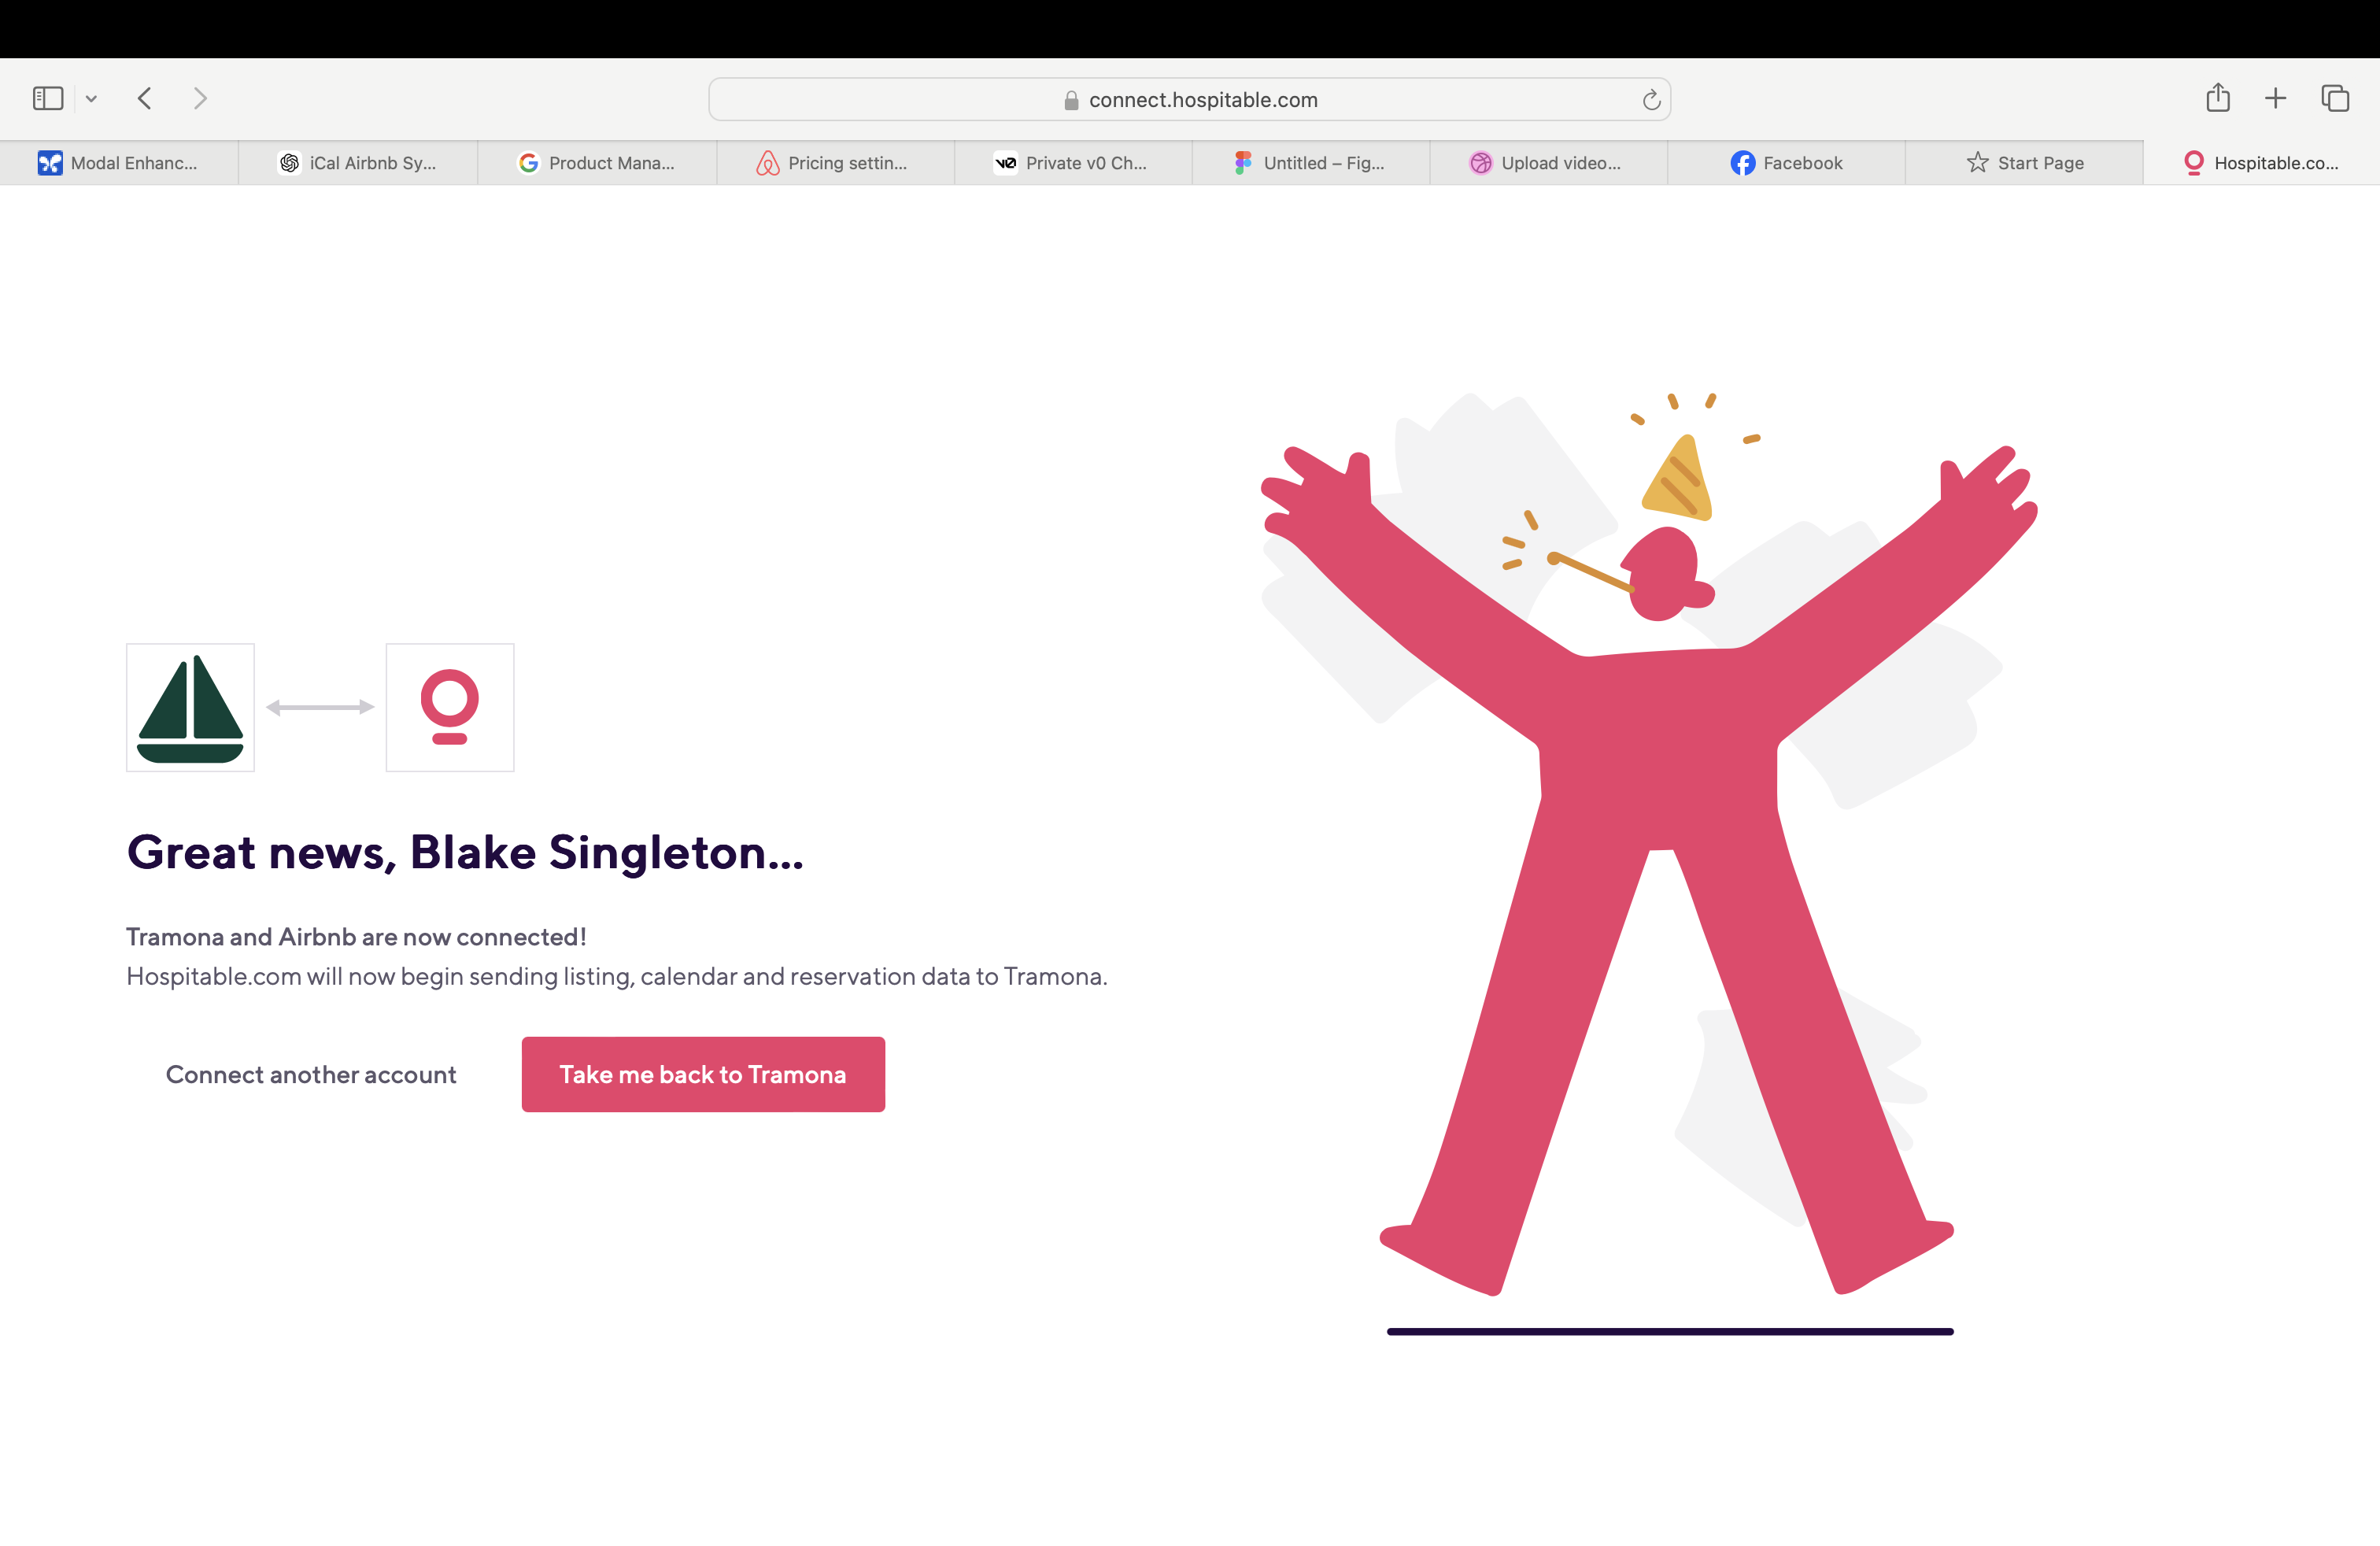 connect.hospitable.com
Modal Enhanc...
iCal Airbnb Sy...
Product Mana...
Pricing settin...
Private v0 Ch...
Untitled – Fig...
Upload video...
Facebook
Start Page
Hospitable.co...
Great news, Blake Singleton...
Tramona and Airbnb are now connected!
Hospitable.com will now begin sending listing, calendar and reservation data to Tramona.
Connect another account
Take me back to Tramona